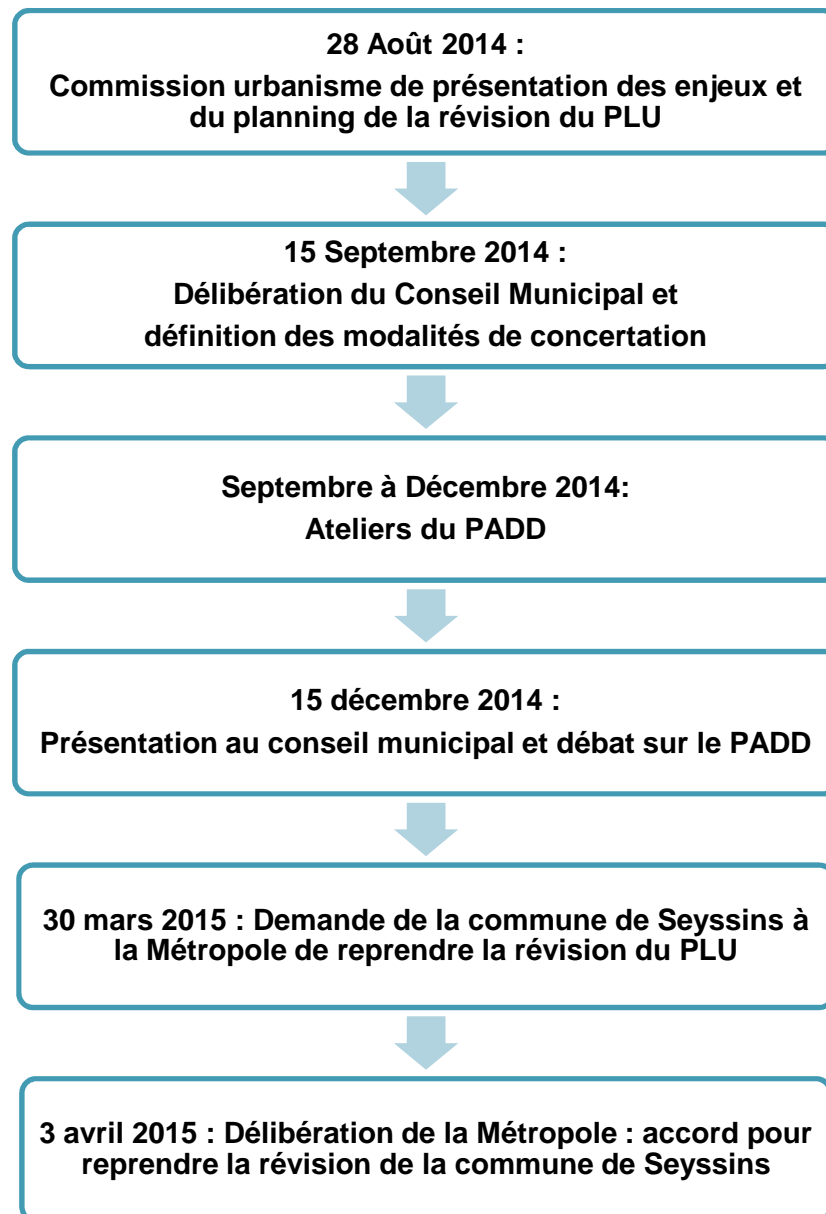 28 Août 2014 :
Commission urbanisme de présentation des enjeux et
du planning de la révision du PLU
15 Septembre 2014 :
Délibération du Conseil Municipal et
définition des modalités de concertation
Septembre à Décembre 2014:
Ateliers du PADD
15 décembre 2014 :
Présentation au conseil municipal et débat sur le PADD
30 mars 2015 : Demande de la commune de Seyssins à
la Métropole de reprendre la révision du PLU
3 avril 2015 : Délibération de la Métropole : accord pour
reprendre la révision de la commune de Seyssins